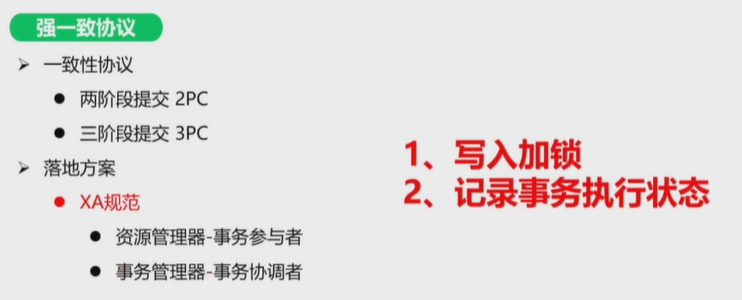 强一致协议
一致性协议
两阶段提交 2PC
三阶段提交 3PC
落地方案
XA规范
资源管理器-事务参与者
事务管理器-事务协调者
1、写入加锁
2、记录事务执行状态